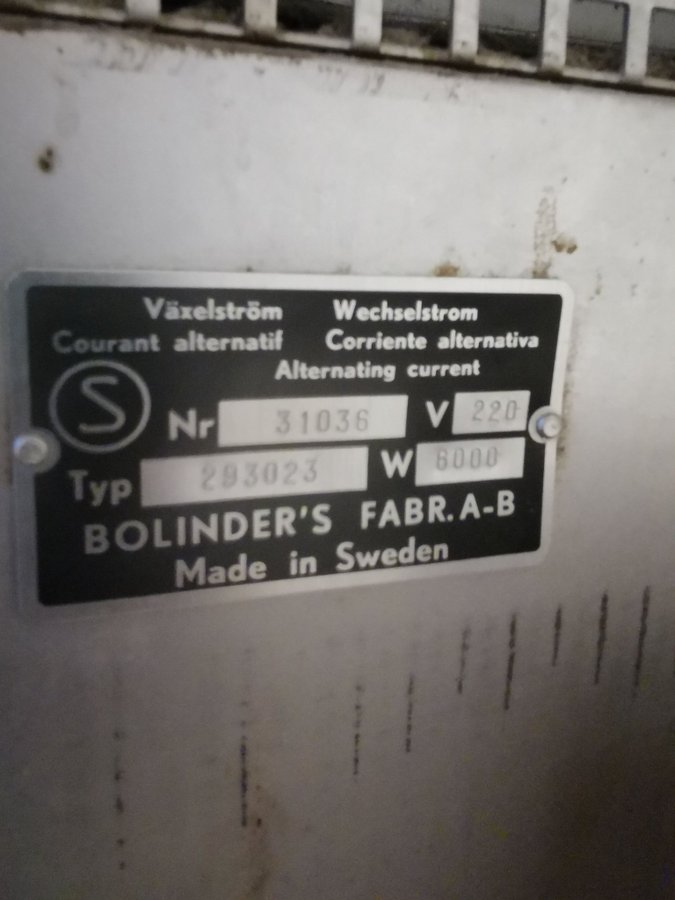 Växelström Wechselstrom
Courant alternatif Corriente alternativa
Alternating current
S Nr 31036 V 220
Typ 293023 W 6000
BOLINDER'S FABR. A-B
Made in Sweden